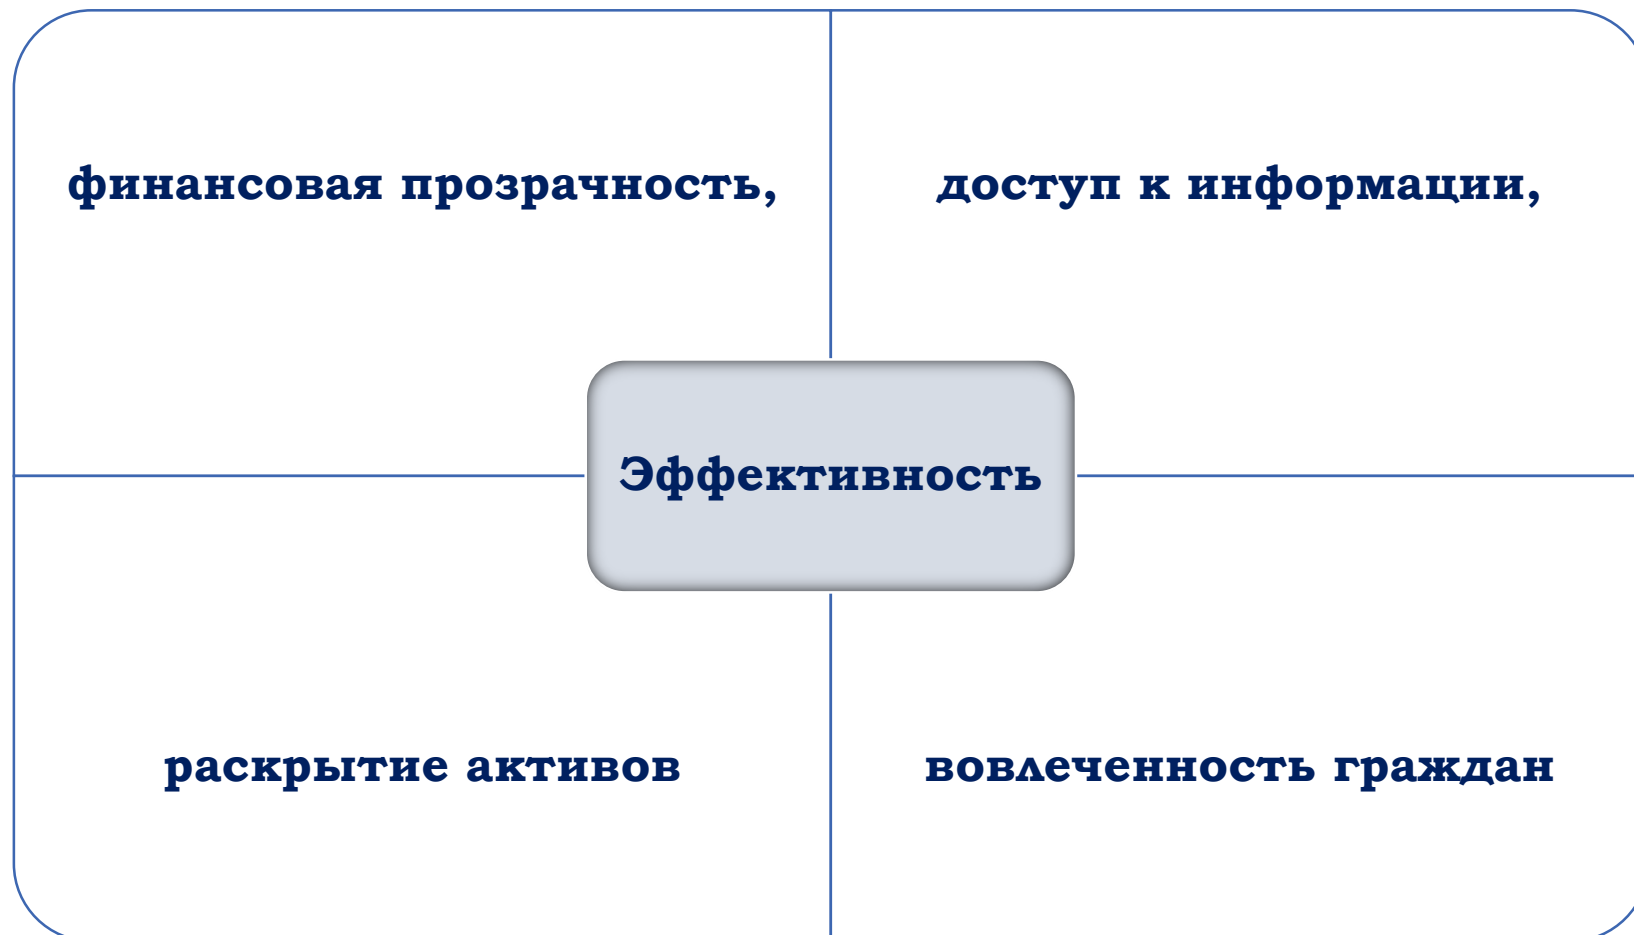 финансовая прозрачность,
доступ к информации,
Эффективность
раскрытие активов
вовлеченность граждан